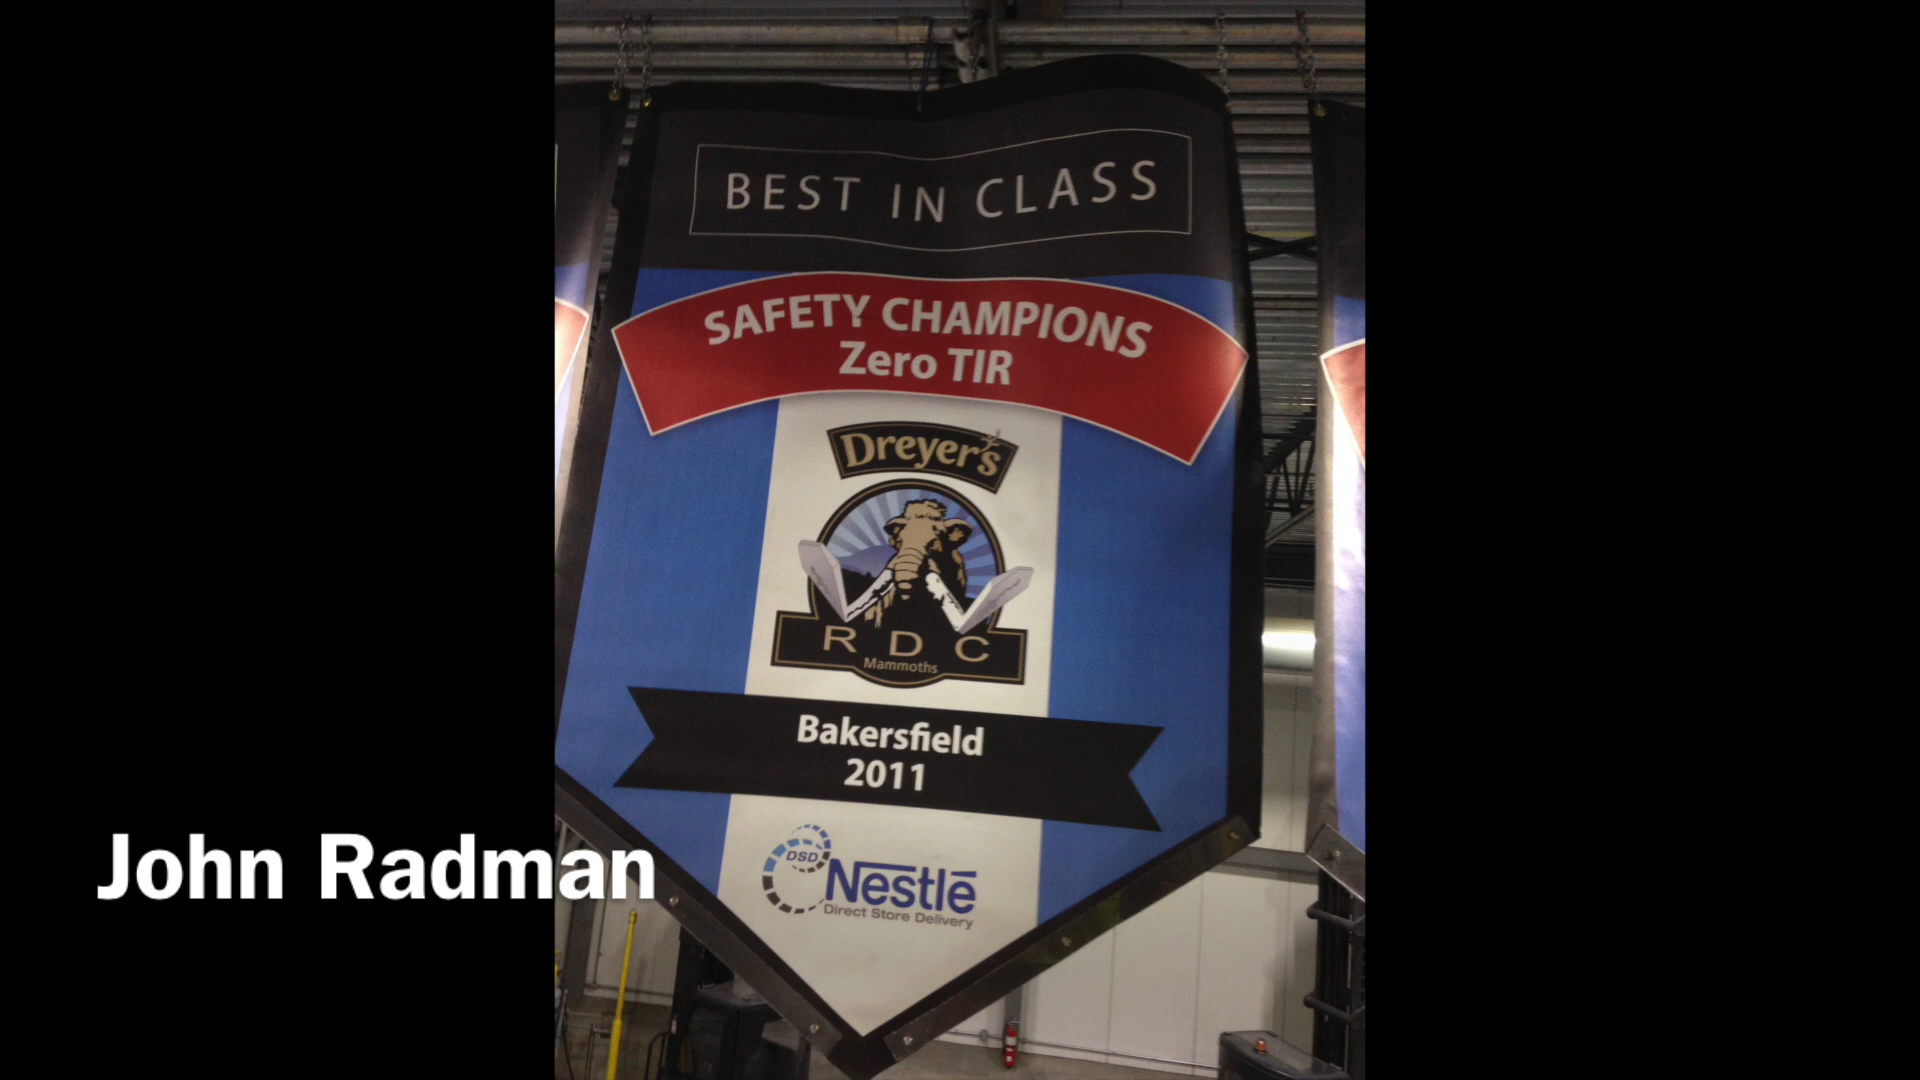 BEST IN CLASS
SAFETY CHAMPIONS
Zero TIR
Dreyer's
RDC
Mammoths
Bakersfield
2011
DSD
Nestlé
Direct Store Delivery
John Radman